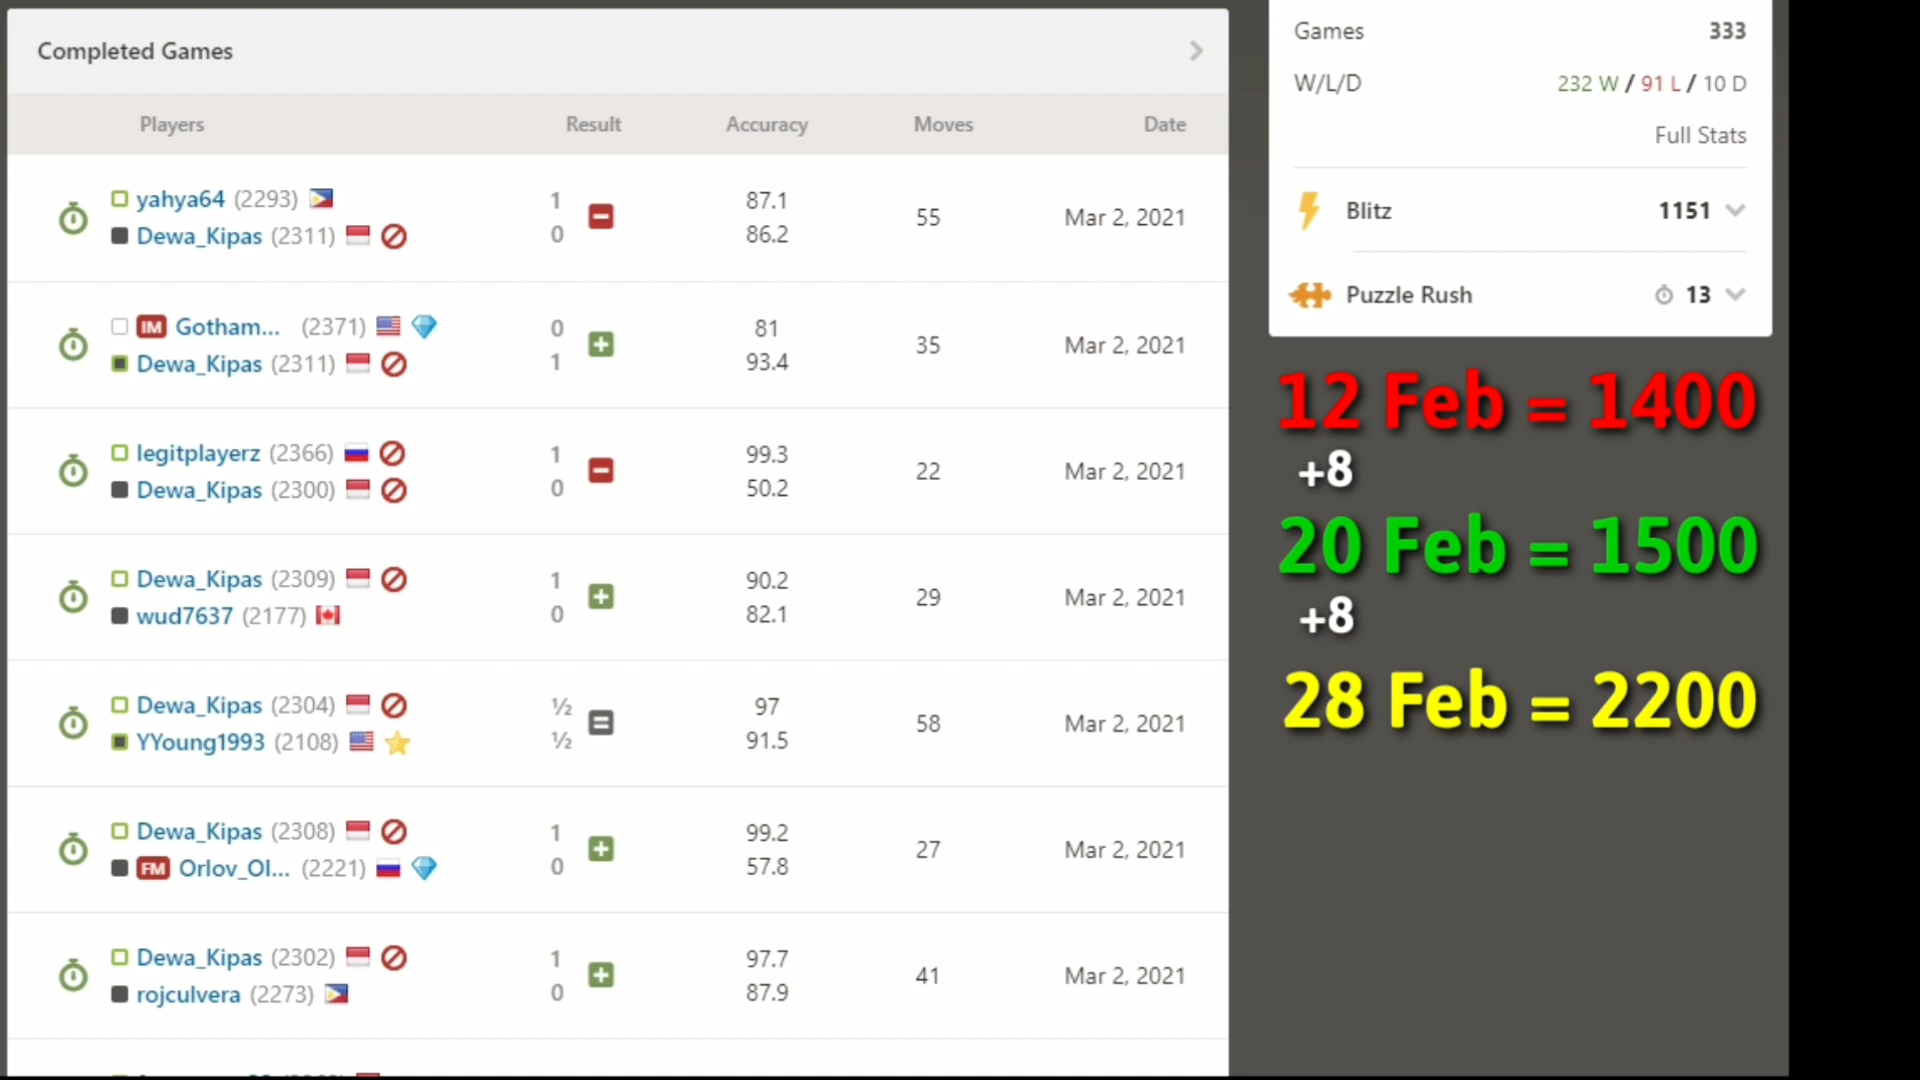 Completed Games
Players Result Accuracy Moves Date
yahya64 (2293) 1 87.1
Dewa_Kipas (2311) 0 86.2
55 Mar 2, 2021
IM Gotham... (2371) 0 81
Dewa_Kipas (2311) 1 93.4
35 Mar 2, 2021
legitplayerz (2366) 1 99.3
Dewa_Kipas (2300) 0 50.2
22 Mar 2, 2021
Dewa_Kipas (2309) 1 90.2
wud7637 (2177) 0 82.1
29 Mar 2, 2021
Dewa_Kipas (2304) ½ 97
YYoung1993 (2108) ½ 91.5
58 Mar 2, 2021
Dewa_Kipas (2308) 1 99.2
FM Orlov_Ol... (2221) 0 57.8
27 Mar 2, 2021
Dewa_Kipas (2302) 1 97.7
rojculvera (2273) 0 87.9
41 Mar 2, 2021
Games 333
W/L/D 232 W / 91 L / 10 D
Full Stats
Blitz 1151
Puzzle Rush 13
12 Feb = 1400
+8
20 Feb = 1500
+8
28 Feb = 2200